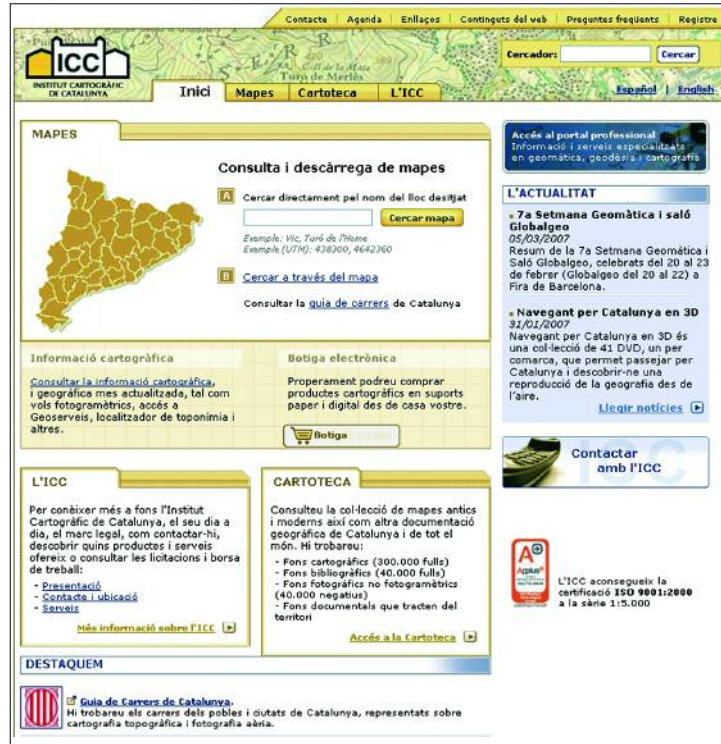 Contacte | Agenda | Enllaços | Continguts del web | Preguntes freqüents | Registre
ICC
INSTITUT CARTOGRÀFIC
DE CATALUNYA
Coll de la Mata
Turó de Merlès
Cercador:
Cercar
Español | English
Inici
Mapes
Cartoteca
L'ICC
MAPES
Consulta i descàrrega de mapes
A Cercar directament pel nom del lloc desitjat
Cercar mapa
Exemple: Vic, Turó de l'Home
Exemple (UTM): 438300, 4642360
B Cercar a través del mapa
Consultar la guia de carrers de Catalunya
Informació cartogràfica
Consultar la informació cartogràfica,
i geogràfica mes actualitzada, tal com
vols fotogramètrics, accés a
Geoserveis, localitzador de toponímia i
altres.
Botiga electrònica
Properament podreu comprar
productes cartogràfics en suports
paper i digital des de casa vostre.
Botiga
L'ICC
Per conèixer més a fons l'Institut
Cartogràfic de Catalunya, el seu dia a
dia, el marc legal, com contactar-hi,
descobrir quins productes i serveis
ofereix o consultar les licitacions i borsa
de treball:
- Presentació
- Contacte i ubicació
- Serveis
Més informació sobre l'ICC
CARTOTECA
Consulteu la col·lecció de mapes antics
i moderns així com altra documentació
geogràfica de Catalunya i de tot el
món. Hi trobareu:
- Fons cartogràfics (300.000 fulls)
- Fons bibliogràfics (40.000 fulls)
- Fons fotogràfics no fotogramètrics
(40.000 negatius)
- Fons documentals que tracten del
territori
Accés a la Cartoteca
DESTAQUEM
Guia de Carrers de Catalunya.
Hi trobareu els carrers dels pobles i ciutats de Catalunya, representats sobre
cartografia topogràfica i fotografia aèria.
Accés al portal professional
Informació i serveis especialitzats
en geomàtica, geodèsia i cartografia
L'ACTUALITAT
7a Setmana Geomàtica i saló
Globalgeo
05/03/2007
Resum de la 7a Setmana Geomàtica i
Saló Globalgeo, celebrats del 20 al 23
de febrer (Globalgeo del 20 al 22) a
Fira de Barcelona.
Navegant per Catalunya en 3D
31/01/2007
Navegant per Catalunya en 3D és
una col·lecció de 41 DVD, un per
comarca, que permet passejar per
Catalunya i descobrir-ne una
reproducció de la geografia des de
l'aire.
Llegir notícies
Contactar
amb l'ICC
A
Applus+
L'ICC aconsegueix la
certificació ISO 9001:2000
a la sèrie 1:5.000